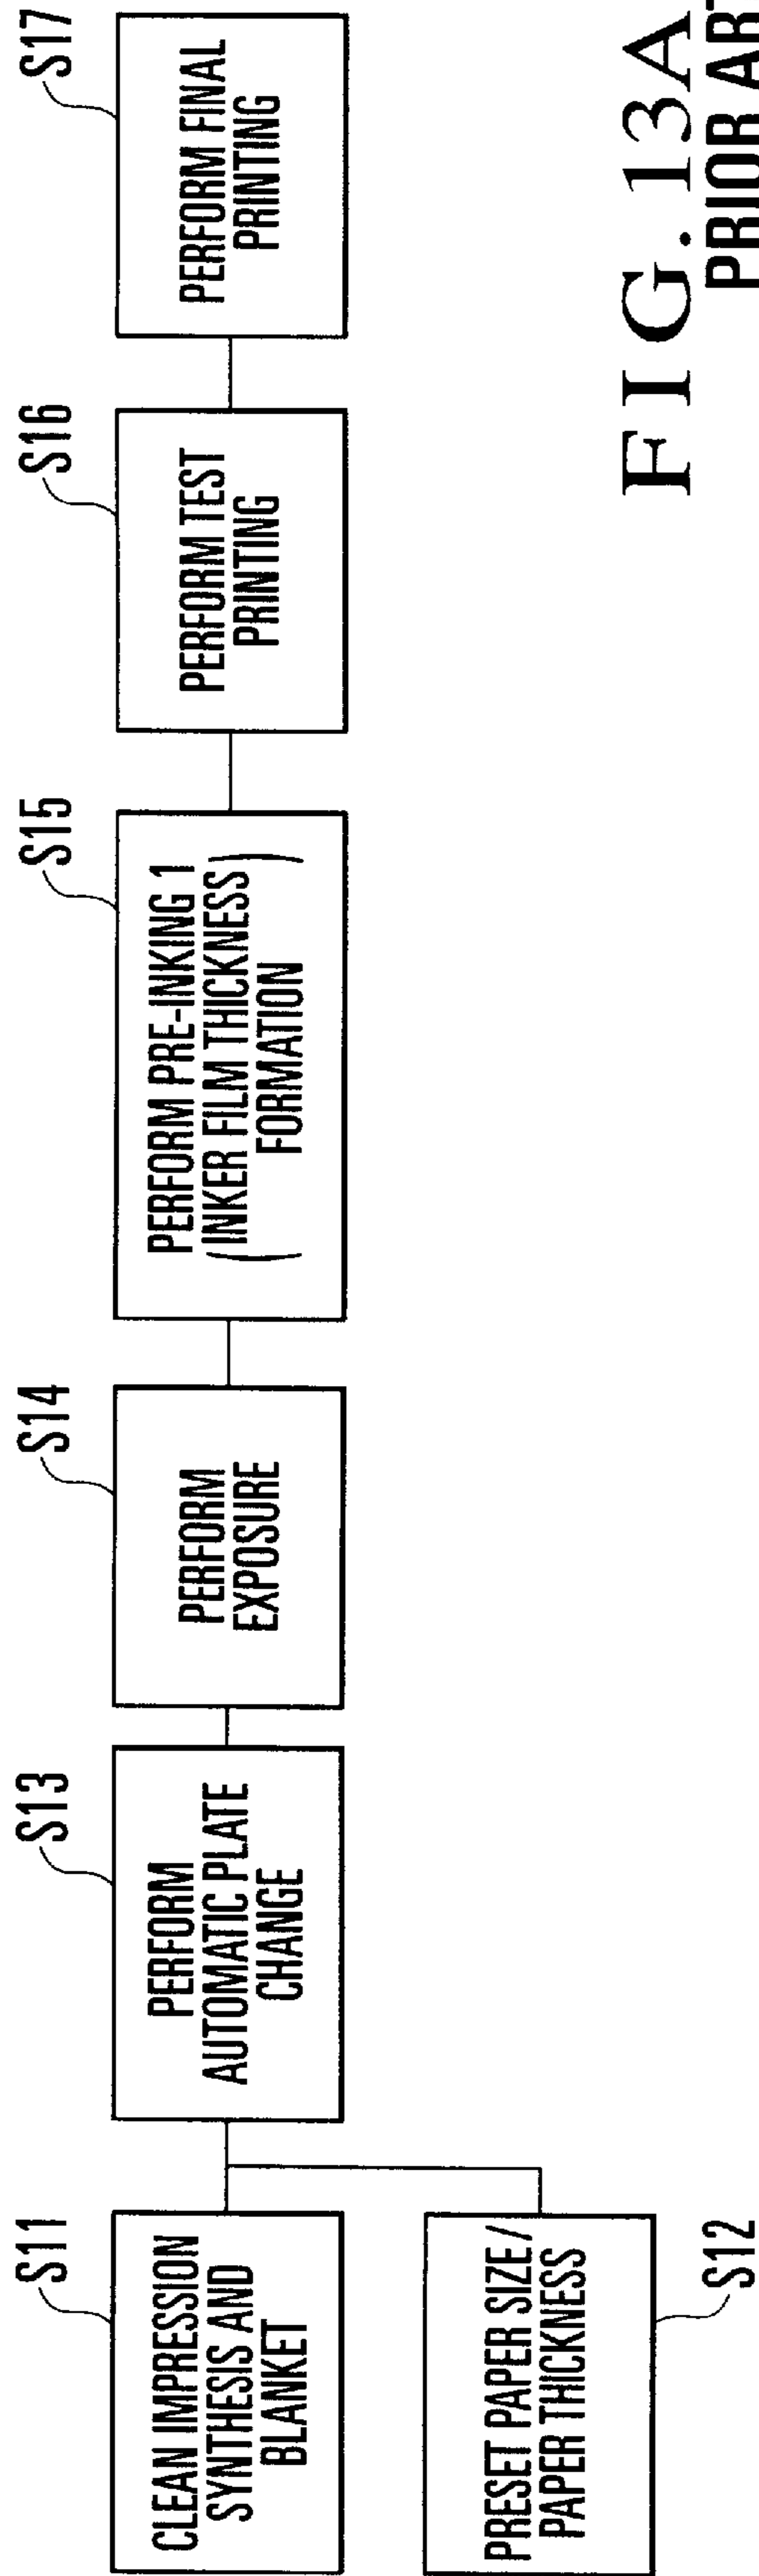 S11
CLEAN IMPRESSION
SYNTHESIS AND
BLANKET
S12
PRESET PAPER SIZE /
PAPER THICKNESS
S13
PERFORM
AUTOMATIC PLATE
CHANGE
S14
PERFORM
EXPOSURE
S15
PERFORM PRE-INKING 1
( INKER FILM THICKNESS )
FORMATION
S16
PERFORM TEST
PRINTING
S17
PERFORM FINAL
PRINTING
FIG. 13A
PRIOR ART